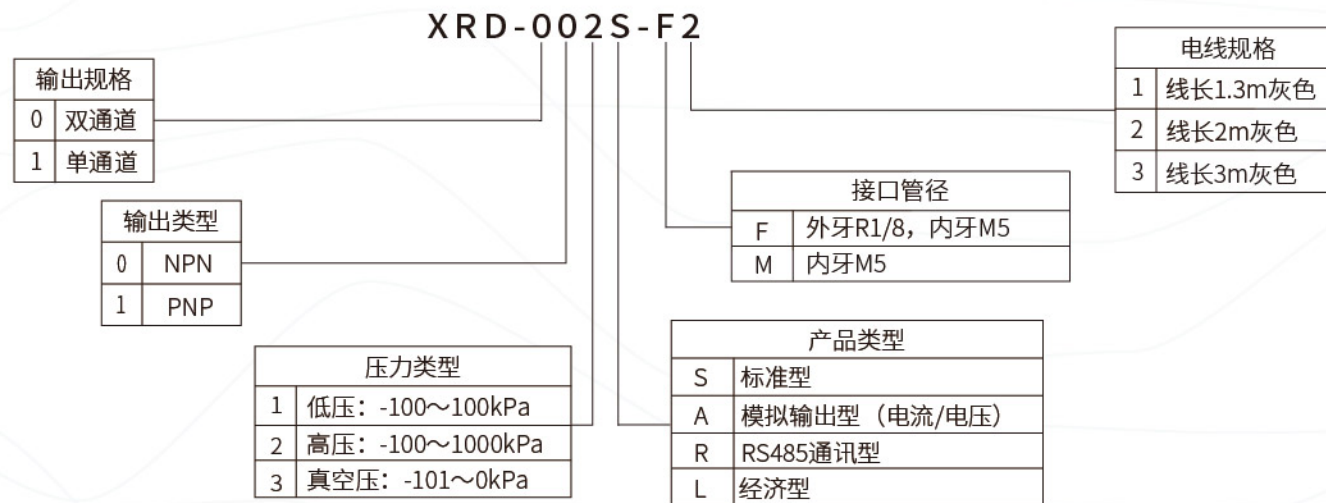 XRD-002S-F2
输出规格
0 双通道
1 单通道
输出类型
0 NPN
1 PNP
压力类型
1 低压：-100～100kPa
2 高压：-100～1000kPa
3 真空压：-101～0kPa
产品类型
S 标准型
A 模拟输出型（电流/电压）
R RS485通讯型
L 经济型
接口管径
F 外牙R1/8，内牙M5
M 内牙M5
电线规格
1 线长1.3m灰色
2 线长2m灰色
3 线长3m灰色